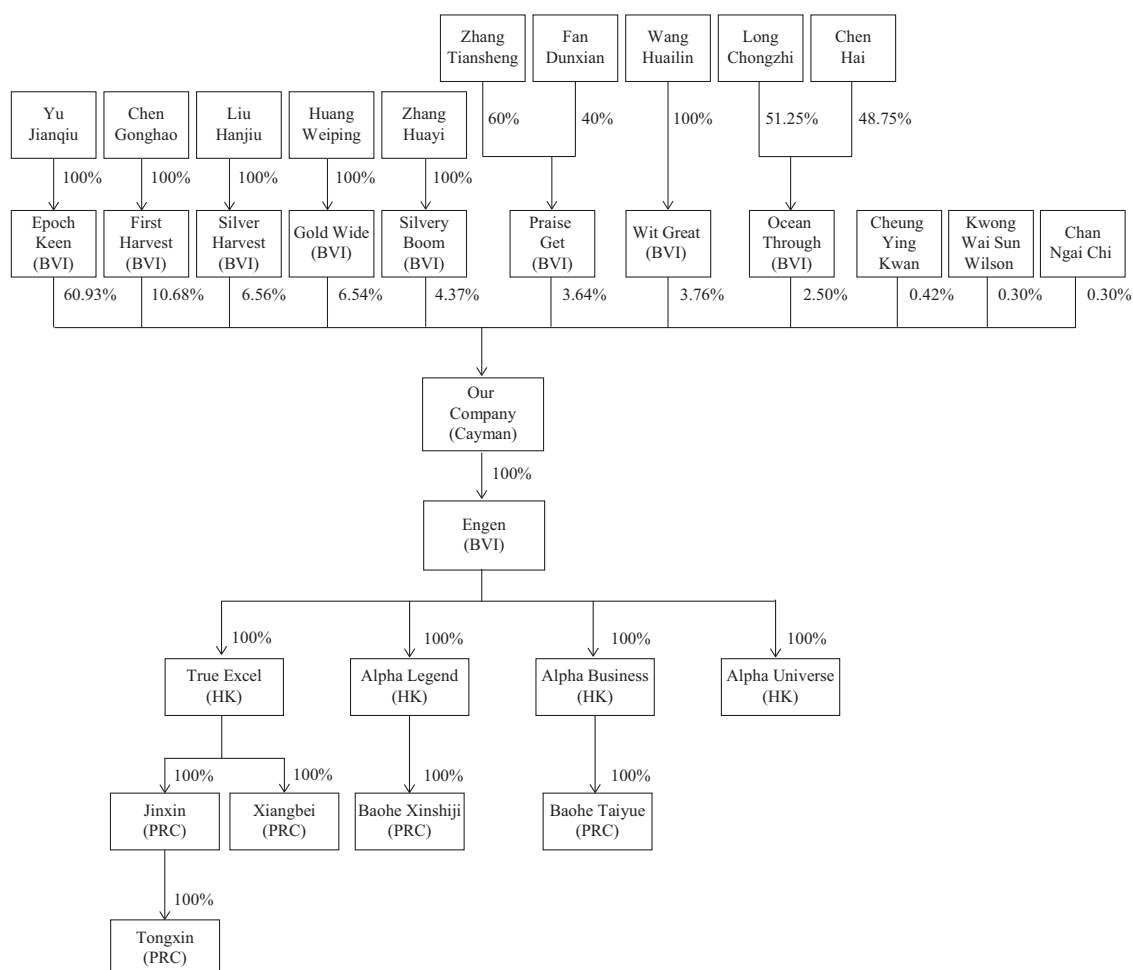 Zhang
Tiansheng
Fan
Dunxian
Wang
Huailin
Long
Chongzhi
Chen
Hai
Yu
Jianqiu
Chen
Gonghao
Liu
Hanjiu
Huang
Weiping
Zhang
Huayi
60%
40%
100%
51.25%
48.75%
100%
100%
100%
100%
100%
Epoch
Keen
(BVI)
First
Harvest
(BVI)
Silver
Harvest
(BVI)
Gold Wide
(BVI)
Silvery
Boom
(BVI)
Praise
Get
(BVI)
Wit Great
(BVI)
Ocean
Through
(BVI)
Cheung
Ying
Kwan
Kwong
Wai Sun
Wilson
Chan
Ngai Chi
60.93%
10.68%
6.56%
6.54%
4.37%
3.64%
3.76%
2.50%
0.42%
0.30%
0.30%
Our
Company
(Cayman)
100%
Engen
(BVI)
100%
100%
100%
100%
True Excel
(HK)
Alpha Legend
(HK)
Alpha Business
(HK)
Alpha Universe
(HK)
100%
100%
100%
100%
Jinxin
(PRC)
Xiangbei
(PRC)
Baohe Xinshiji
(PRC)
Baohe Taiyue
(PRC)
100%
Tongxin
(PRC)